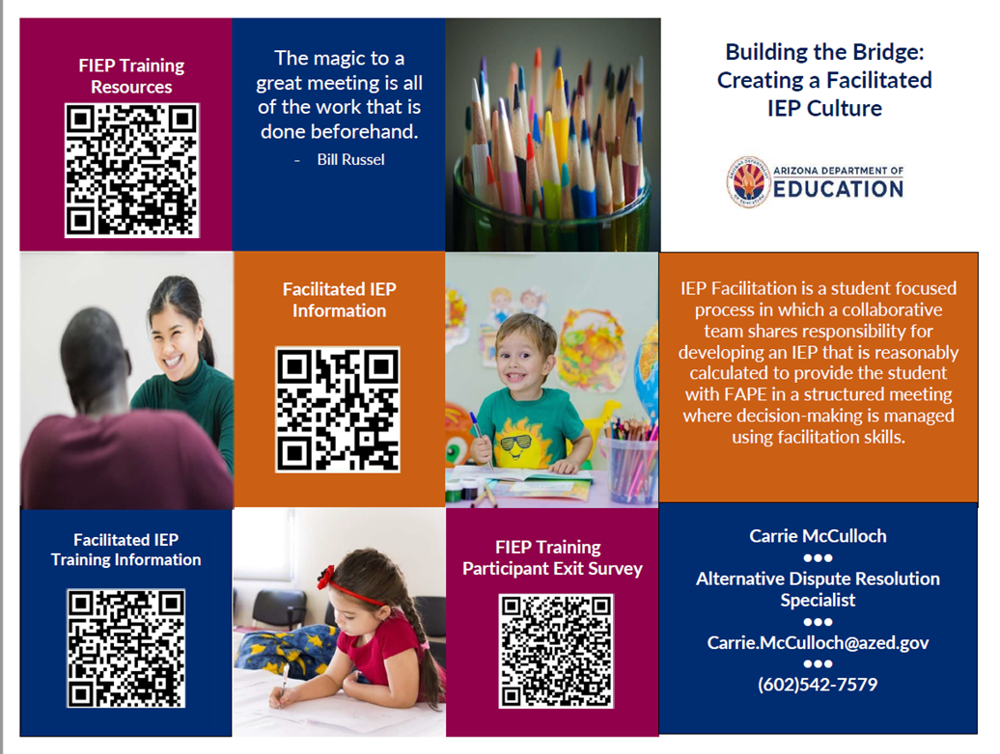 FIEP Training
Resources
The magic to a
great meeting is all
of the work that is
done beforehand.
- Bill Russel
Building the Bridge:
Creating a Facilitated
IEP Culture
ARIZONA DEPARTMENT OF
EDUCATION
Facilitated IEP
Information
IEP Facilitation is a student focused
process in which a collaborative
team shares responsibility for
developing an IEP that is reasonably
calculated to provide the student
with FAPE in a structured meeting
where decision-making is managed
using facilitation skills.
Facilitated IEP
Training Information
FIEP Training
Participant Exit Survey
Carrie McCulloch
●●●
Alternative Dispute Resolution
Specialist
●●●
Carrie.McCulloch@azed.gov
●●●
(602)542-7579